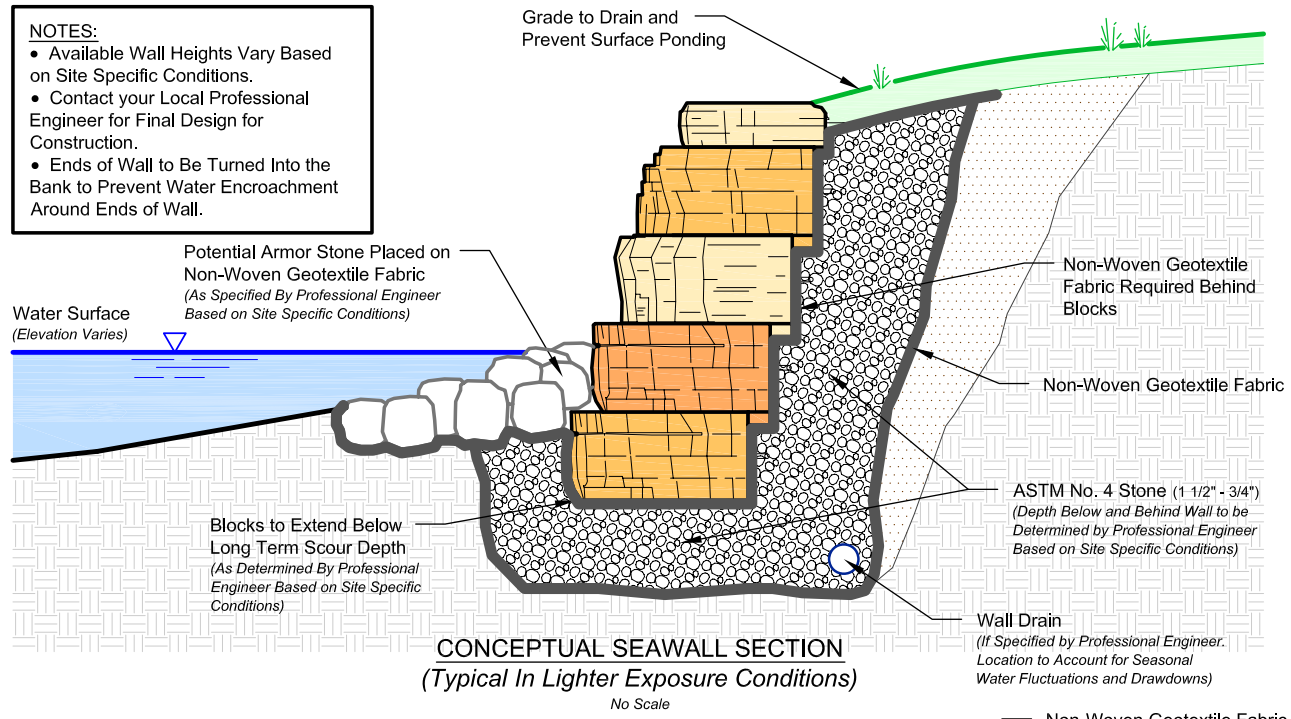 NOTES:
• Available Wall Heights Vary Based
on Site Specific Conditions.
• Contact your Local Professional
Engineer for Final Design for
Construction.
• Ends of Wall to Be Turned Into the
Bank to Prevent Water Encroachment
Around Ends of Wall.
Grade to Drain and
Prevent Surface Ponding
Potential Armor Stone Placed on
Non-Woven Geotextile Fabric
(As Specified By Professional Engineer
Based on Site Specific Conditions)
Water Surface
(Elevation Varies)
Non-Woven Geotextile
Fabric Required Behind
Blocks
Non-Woven Geotextile Fabric
ASTM No. 4 Stone (1 1/2" - 3/4")
(Depth Below and Behind Wall to be
Determined by Professional Engineer
Based on Site Specific Conditions)
Blocks to Extend Below
Long Term Scour Depth
(As Determined By Professional
Engineer Based on Site Specific
Conditions)
Wall Drain
(If Specified by Professional Engineer.
Location to Account for Seasonal
Water Fluctuations and Drawdowns)
CONCEPTUAL SEAWALL SECTION
(Typical In Lighter Exposure Conditions)
No Scale
Non-Woven Geotextile Fabric